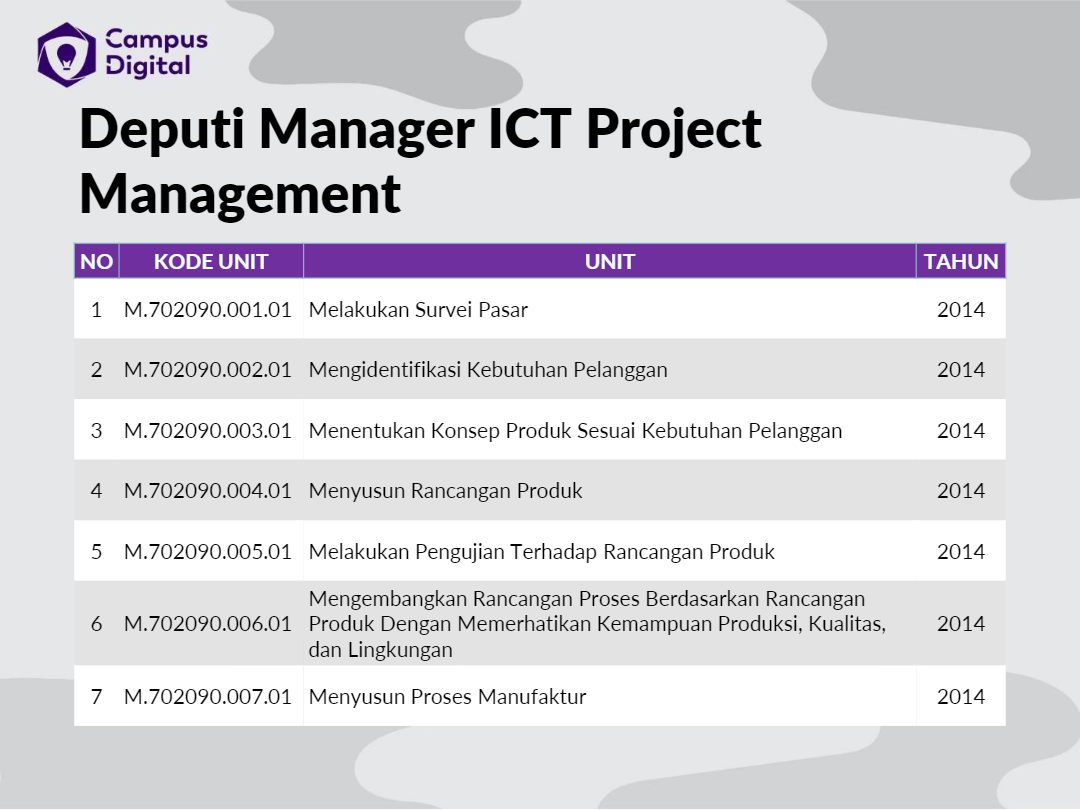 Campus
Digital
Deputi Manager ICT Project
Management
NO KODE UNIT UNIT TAHUN
1 M.702090.001.01 Melakukan Survei Pasar 2014
2 M.702090.002.01 Mengidentifikasi Kebutuhan Pelanggan 2014
3 M.702090.003.01 Menentukan Konsep Produk Sesuai Kebutuhan Pelanggan 2014
4 M.702090.004.01 Menyusun Rancangan Produk 2014
5 M.702090.005.01 Melakukan Pengujian Terhadap Rancangan Produk 2014
Mengembangkan Rancangan Proses Berdasarkan Rancangan
6 M.702090.006.01 Produk Dengan Memerhatikan Kemampuan Produksi, Kualitas, 2014
dan Lingkungan
7 M.702090.007.01 Menyusun Proses Manufaktur 2014